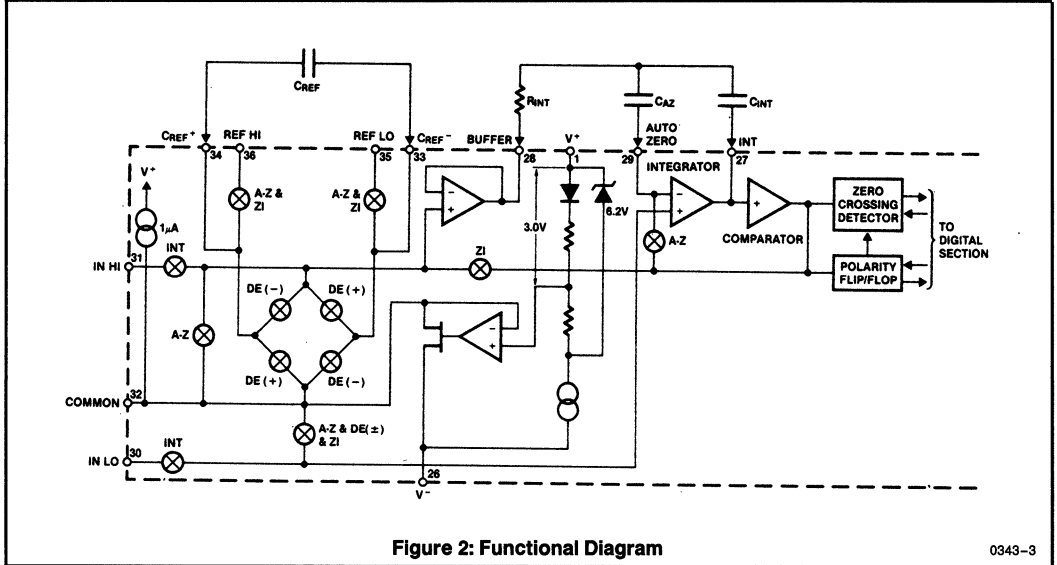 CREF
RINT
CAZ
CINT
CREF+
REF HI
REF LO
CREF−
BUFFER
V+
AUTO
ZERO
INT
34
36
35
33
28
1
29
27
INTEGRATOR
V+
A-Z &
ZI
A-Z &
ZI
6.2V
3.0V
ZERO
CROSSING
DETECTOR
1μA
INT
A-Z
COMPARATOR
TO
DIGITAL
SECTION
ZI
IN HI
31
POLARITY
FLIP/FLOP
DE(−)
DE(+)
A-Z
DE(+)
DE(−)
COMMON
32
A-Z & DE(±)
& ZI
INT
IN LO
30
26
V−
−
+
−
+
−
+
+
Figure 2: Functional Diagram
0343–3